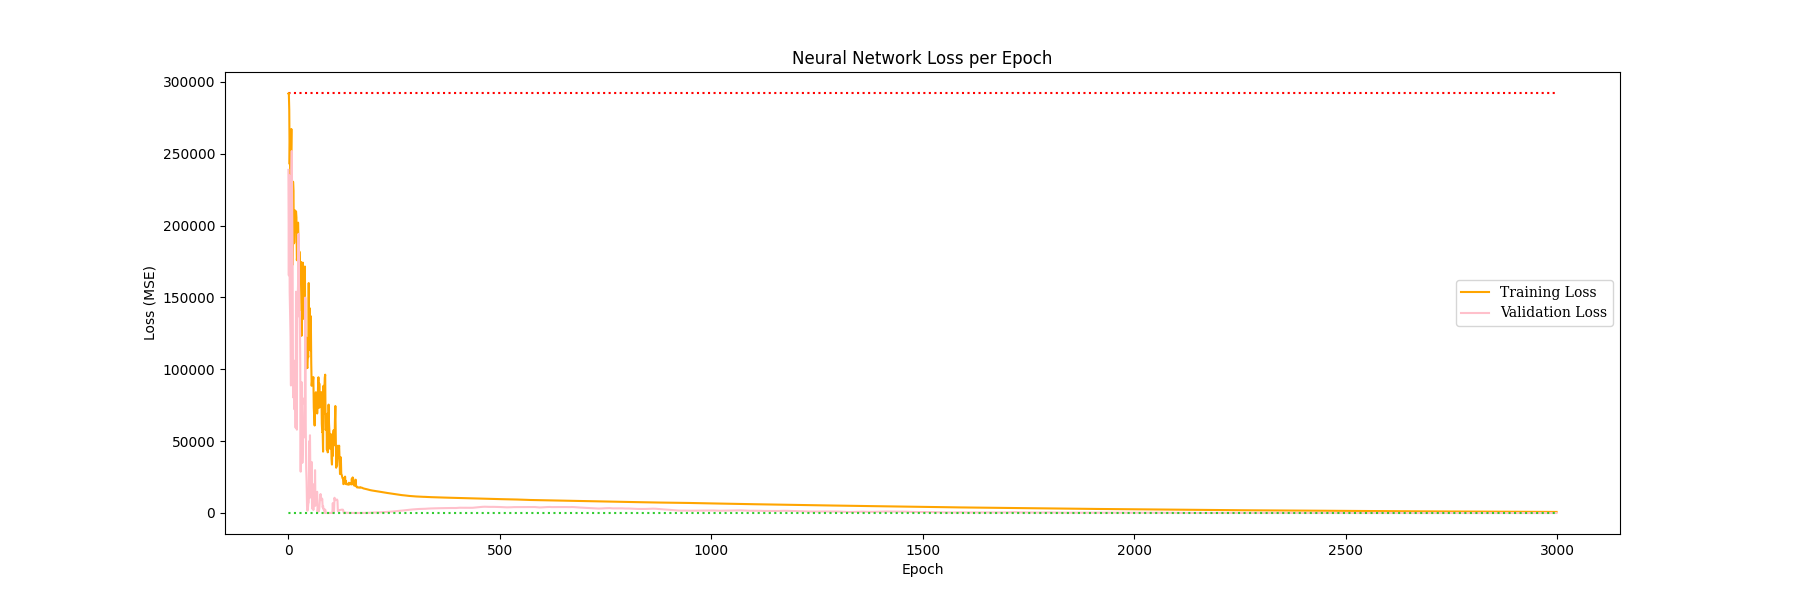 Neural Network Loss per Epoch
Loss (MSE)
300000
250000
200000
150000
100000
50000
0
Training Loss
Validation Loss
0 500 1000 1500 2000 2500 3000
Epoch